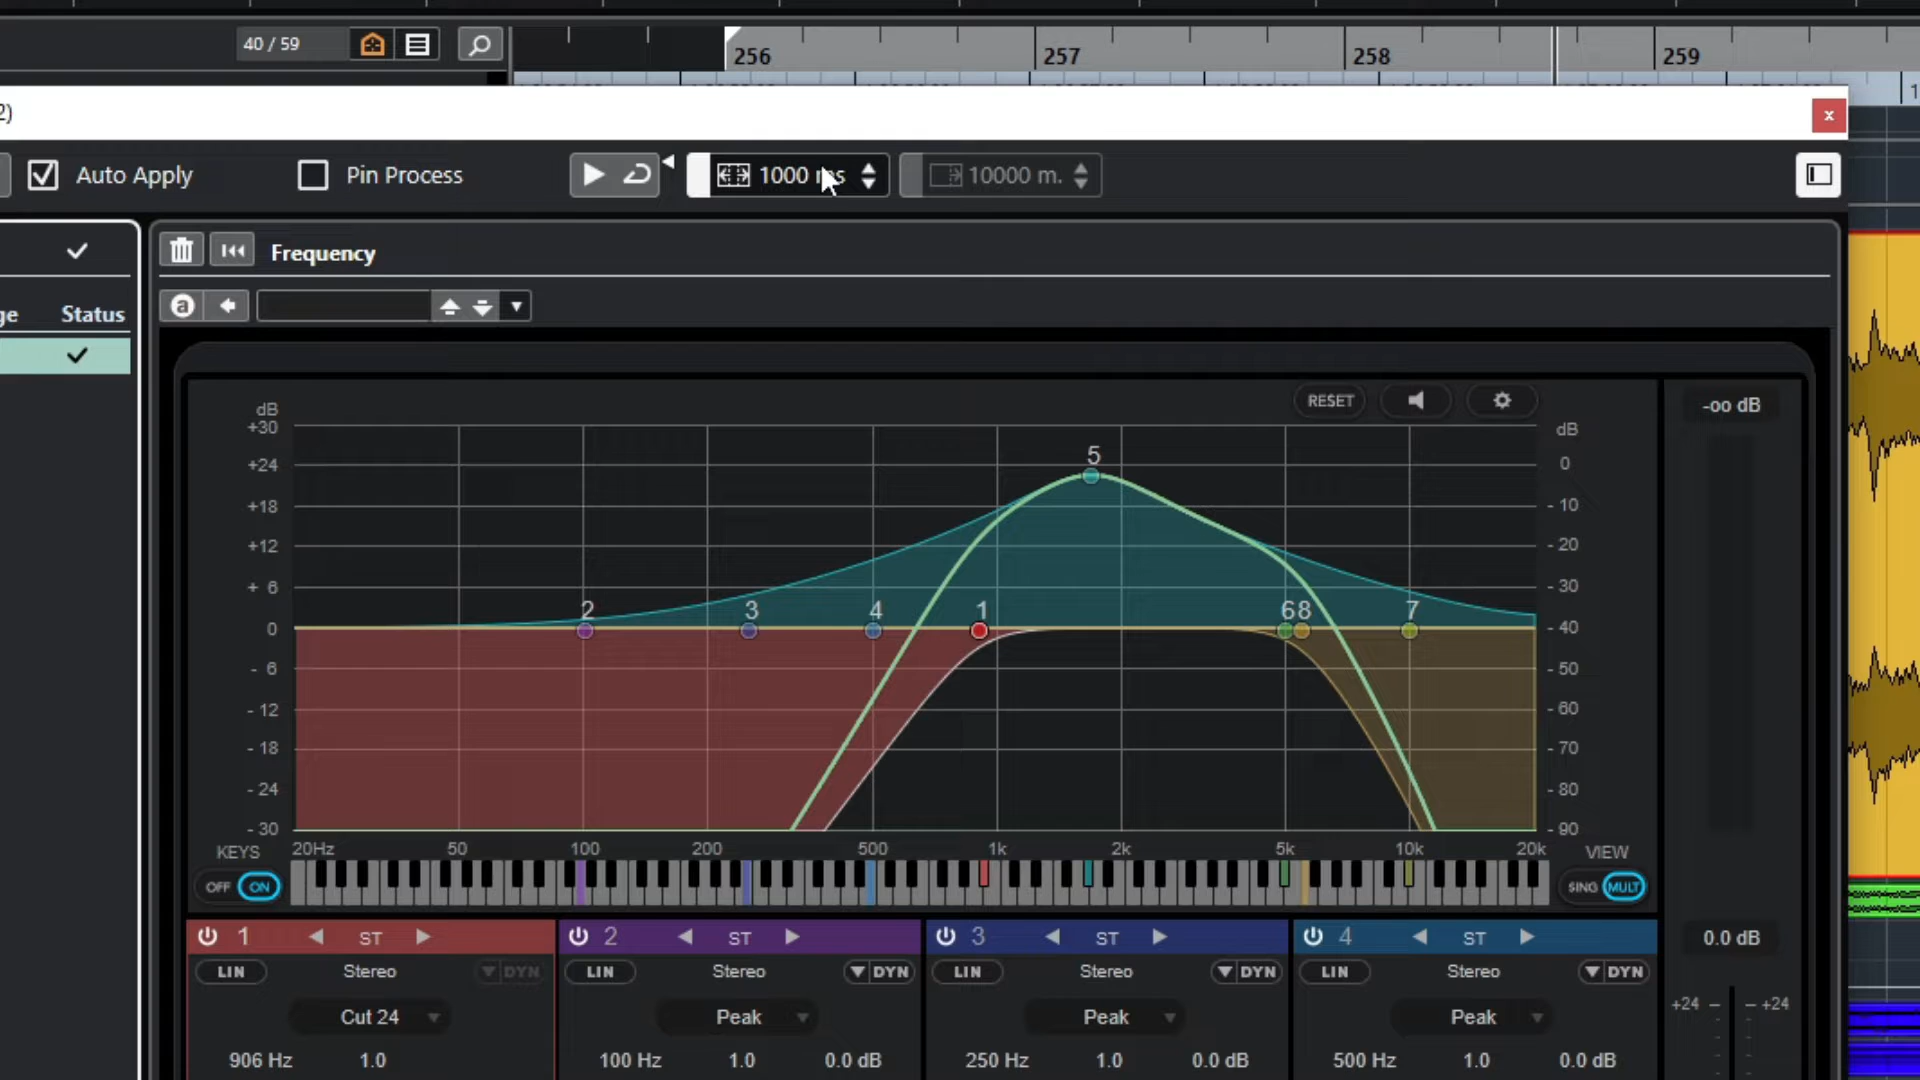 40 / 59
256
257
258
259
2)
x
Auto Apply
Pin Process
1000 ms
10000 m.
Frequency
ge
Status
a
RESET
-oo dB
dB
+30
+24
+18
+12
+ 6
0
- 6
- 12
- 18
- 24
- 30
dB
0
- 10
- 20
- 30
- 40
- 50
- 60
- 70
- 80
- 90
5
2
3
4
1
6
8
7
KEYS
20Hz
50
100
200
500
1k
2k
5k
10k
20k
VIEW
OFF
ON
SING
MULT
1
ST
2
ST
3
ST
4
ST
0.0 dB
LIN
Stereo
DYN
LIN
Stereo
DYN
LIN
Stereo
DYN
LIN
Stereo
DYN
+24
+24
Cut 24
Peak
Peak
Peak
906 Hz
1.0
100 Hz
1.0
0.0 dB
250 Hz
1.0
0.0 dB
500 Hz
1.0
0.0 dB